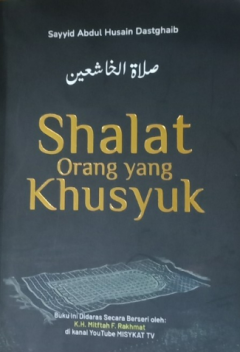 Sayyid Abdul Husain Dastghaib
صلاة الخاشعين
Shalat
Orang yang
Khusyuk
Buku ini Didaras Secara Berseri oleh:
K.H. Miftah F. Rakhmat
di kanal YouTube MISYKAT TV